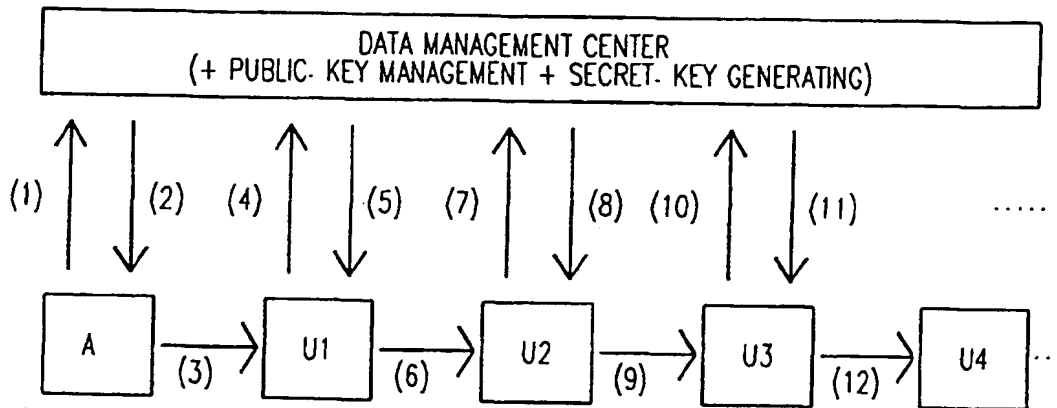 DATA MANAGEMENT CENTER
(+ PUBLIC. KEY MANAGEMENT + SECRET. KEY GENERATING)
(1) (2) (4) (5) (7) (8) (10) (11) .....
A U1 U2 U3 U4 ...
(3) (6) (9) (12)